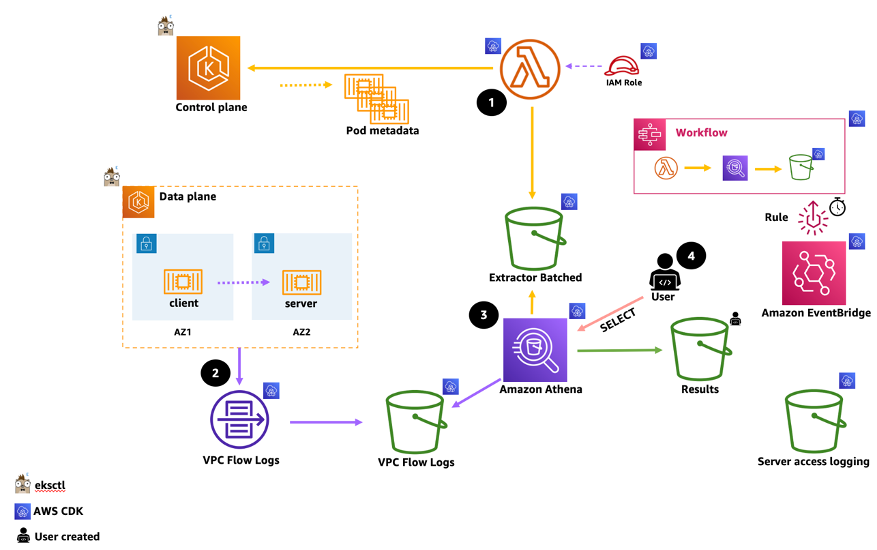 Control plane
Pod metadata
1
IAM Role
Workflow
Data plane
client
server
AZ1
AZ2
Extractor Batched
4
User
SELECT
3
Rule
Amazon EventBridge
2
Amazon Athena
Results
VPC Flow Logs
VPC Flow Logs
Server access logging
eksctl
AWS CDK
User created